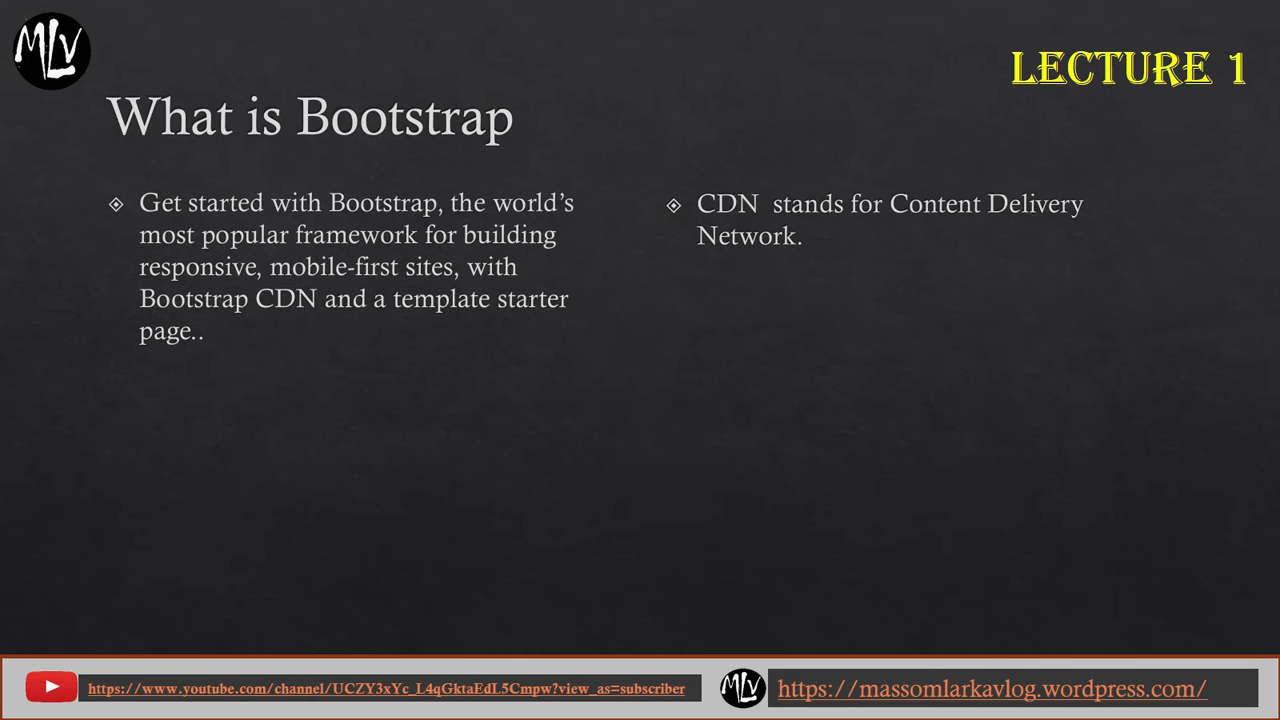 MLV
LECTURE 1
What is Bootstrap
Get started with Bootstrap, the world’s
most popular framework for building
responsive, mobile-first sites, with
Bootstrap CDN and a template starter
page..
CDN  stands for Content Delivery
Network.
https://www.youtube.com/channel/UCZY3xYc_L4qGktaEdL5Cmpw?view_as=subscriber
MLV
https://massomlarkavlog.wordpress.com/